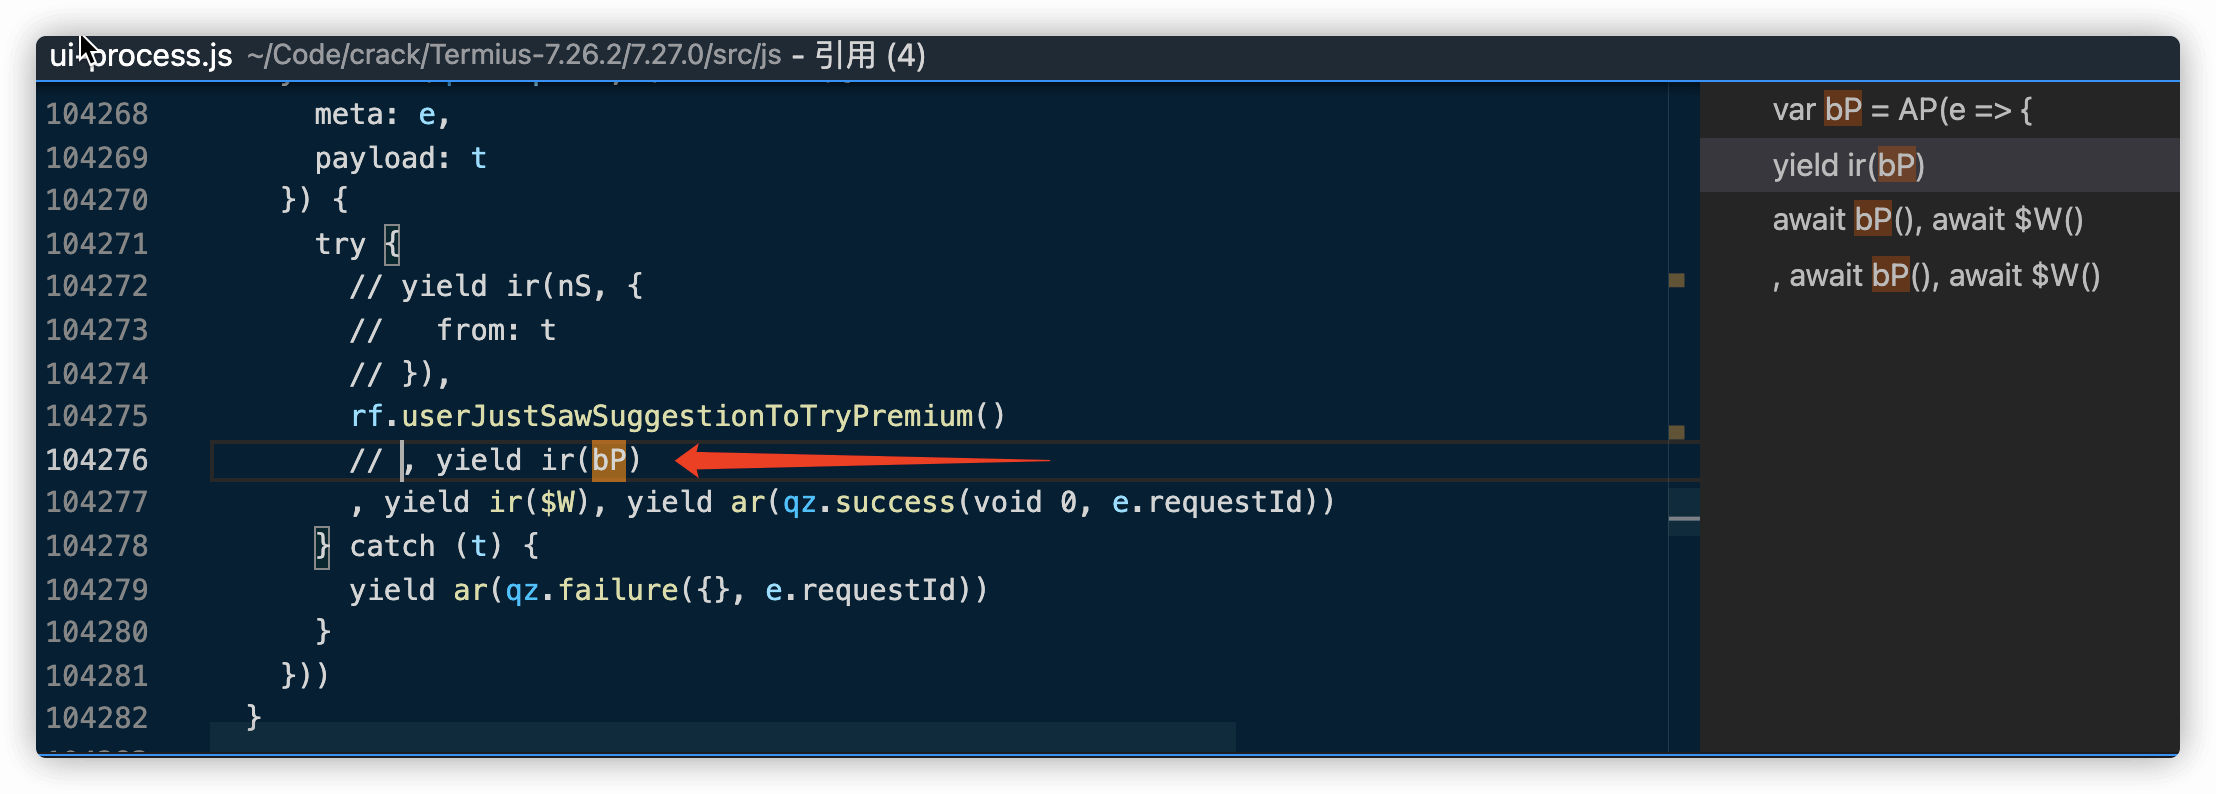 ui-process.js ~/Code/crack/Termius-7.26.2/7.27.0/src/js - 引用 (4)
104268 meta: e,
104269 payload: t
104270 }) {
104271 try {
104272 // yield ir(nS, {
104273 //   from: t
104274 // }),
104275 rf.userJustSawSuggestionToTryPremium()
104276 // , yield ir(bP)
104277 , yield ir($W), yield ar(qz.success(void 0, e.requestId))
104278 } catch (t) {
104279 yield ar(qz.failure({}, e.requestId))
104280 }
104281 }))
104282 }
var bP = AP(e => {
yield ir(bP)
await bP(), await $W()
, await bP(), await $W()